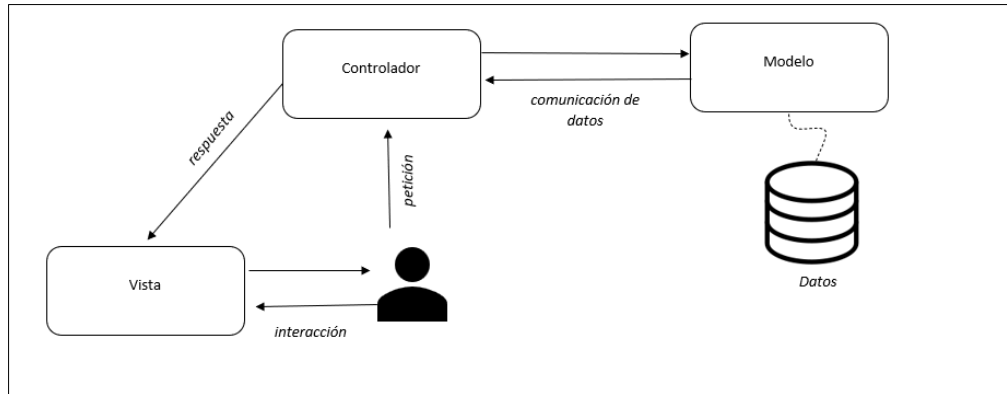 Controlador
Modelo
comunicación de
datos
respuesta
petición
Vista
Datos
interacción